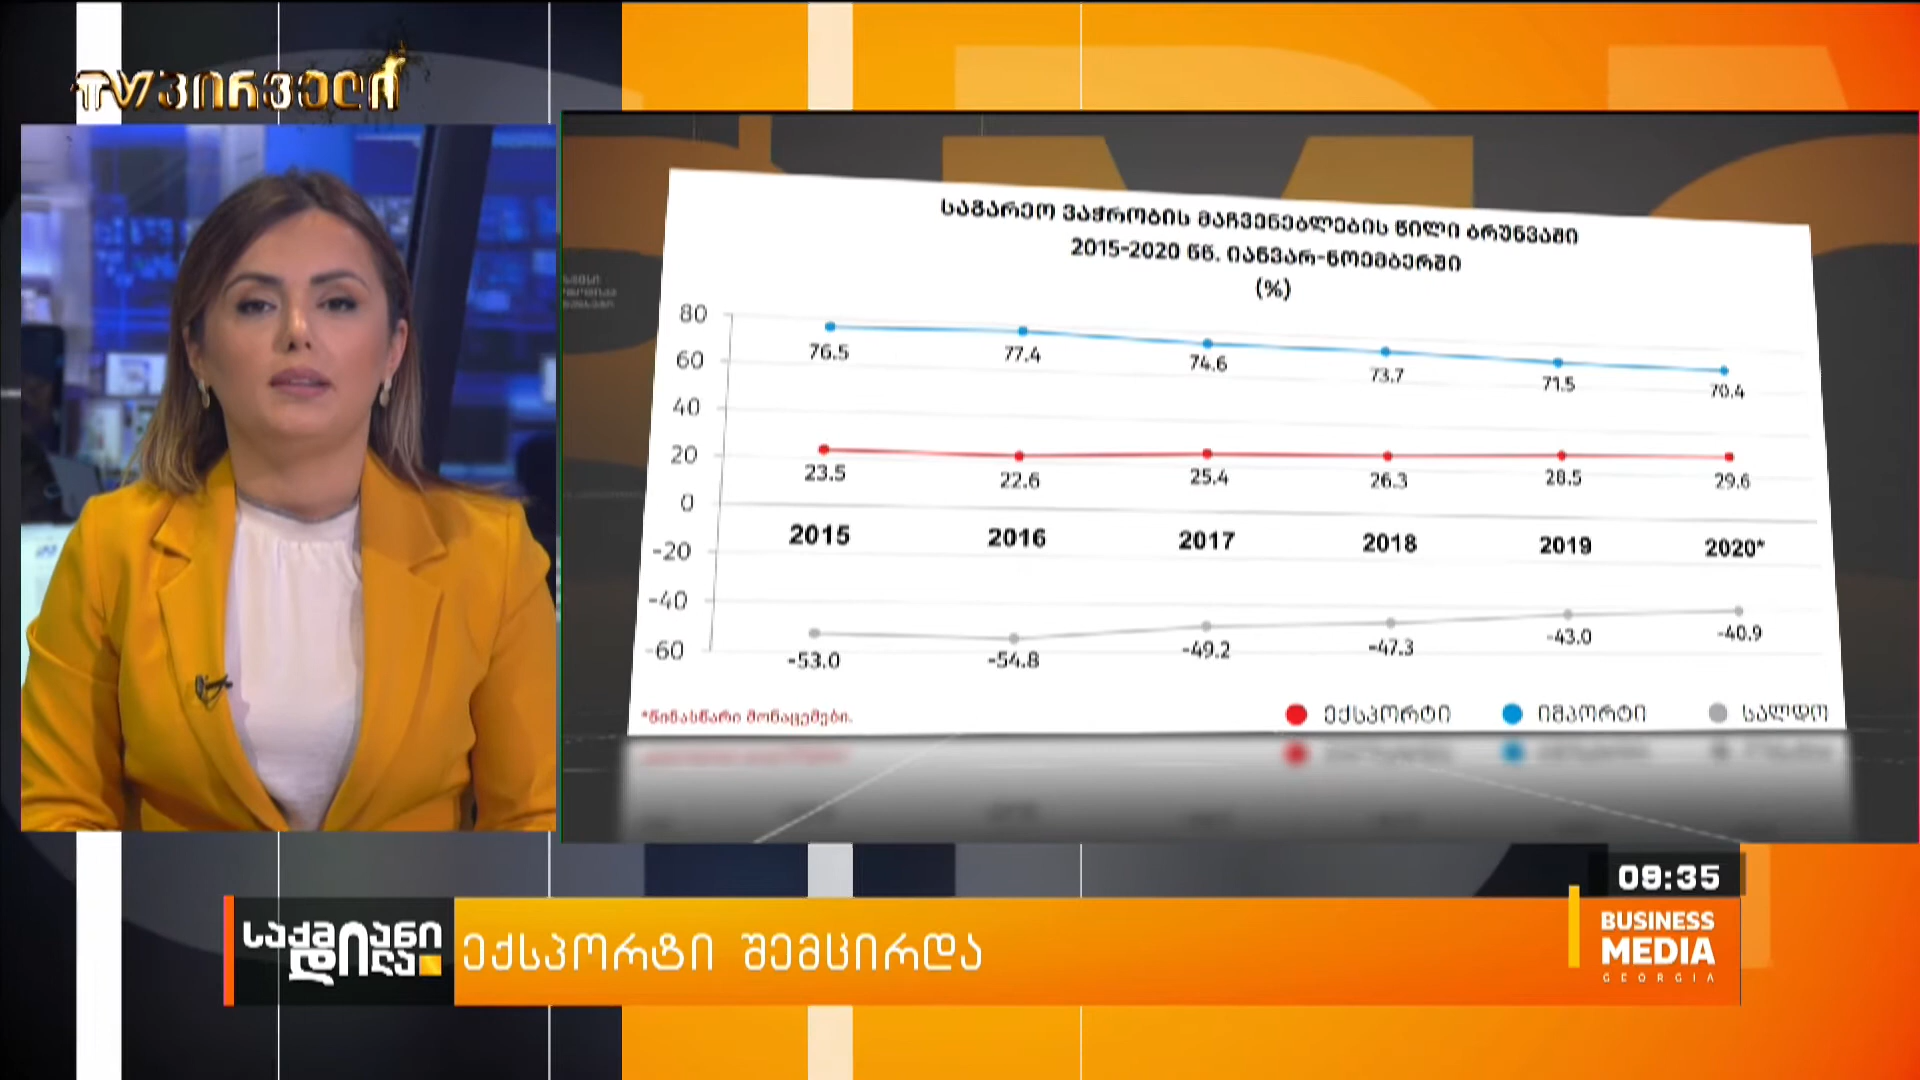 TV პირველი
საგარეო ვაჭრობის მაჩვენებლების წილი ბრუნვაში
2015-2020 წწ. იანვარ-ნოემბერში
(%)
80
60
40
20
0
-20
-40
-60
76.5 77.4 74.6 73.7 71.5 70.4
23.5 22.6 25.4 26.3 28.5 29.6
2015 2016 2017 2018 2019 2020*
-53.0 -54.8 -49.2 -47.3 -43.0 -40.9
*წინასწარი მონაცემები.
ექსპორტი იმპორტი სალდო
09:35
საქმიანი
დილა
ექსპორტი შემცირდა
BUSINESS
MEDIA
GEORGIA